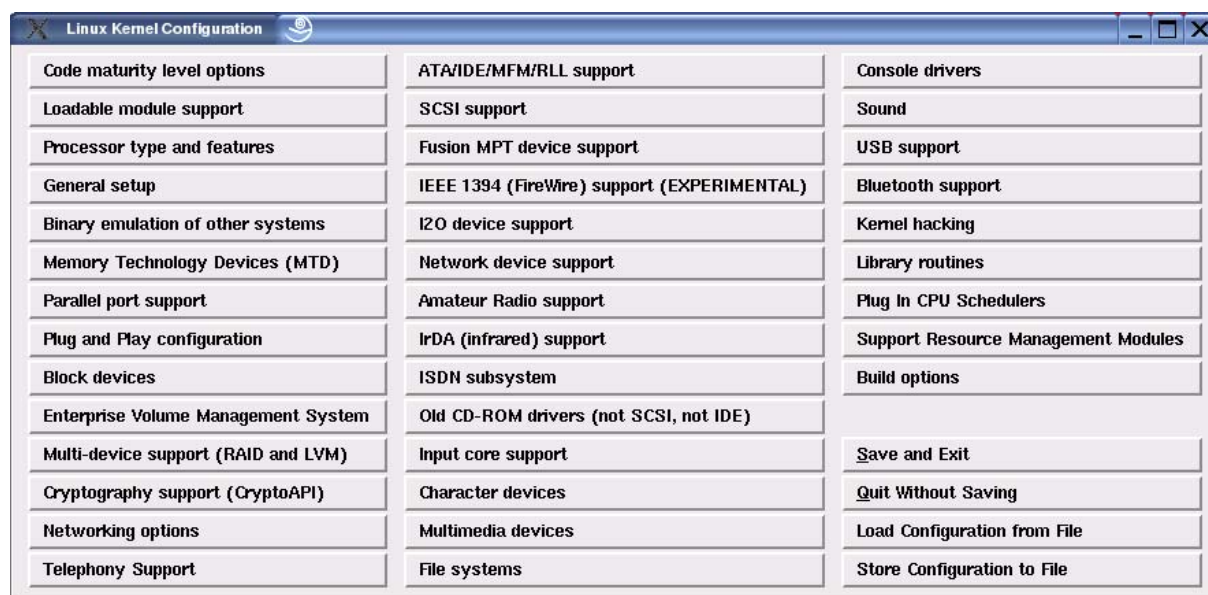 Linux Kernel Configuration
Code maturity level options
Loadable module support
Processor type and features
General setup
Binary emulation of other systems
Memory Technology Devices (MTD)
Parallel port support
Plug and Play configuration
Block devices
Enterprise Volume Management System
Multi-device support (RAID and LVM)
Cryptography support (CryptoAPI)
Networking options
Telephony Support
ATA/IDE/MFM/RLL support
SCSI support
Fusion MPT device support
IEEE 1394 (FireWire) support (EXPERIMENTAL)
I2O device support
Network device support
Amateur Radio support
IrDA (infrared) support
ISDN subsystem
Old CD-ROM drivers (not SCSI, not IDE)
Input core support
Character devices
Multimedia devices
File systems
Console drivers
Sound
USB support
Bluetooth support
Kernel hacking
Library routines
Plug In CPU Schedulers
Support Resource Management Modules
Build options
Save and Exit
Quit Without Saving
Load Configuration from File
Store Configuration to File